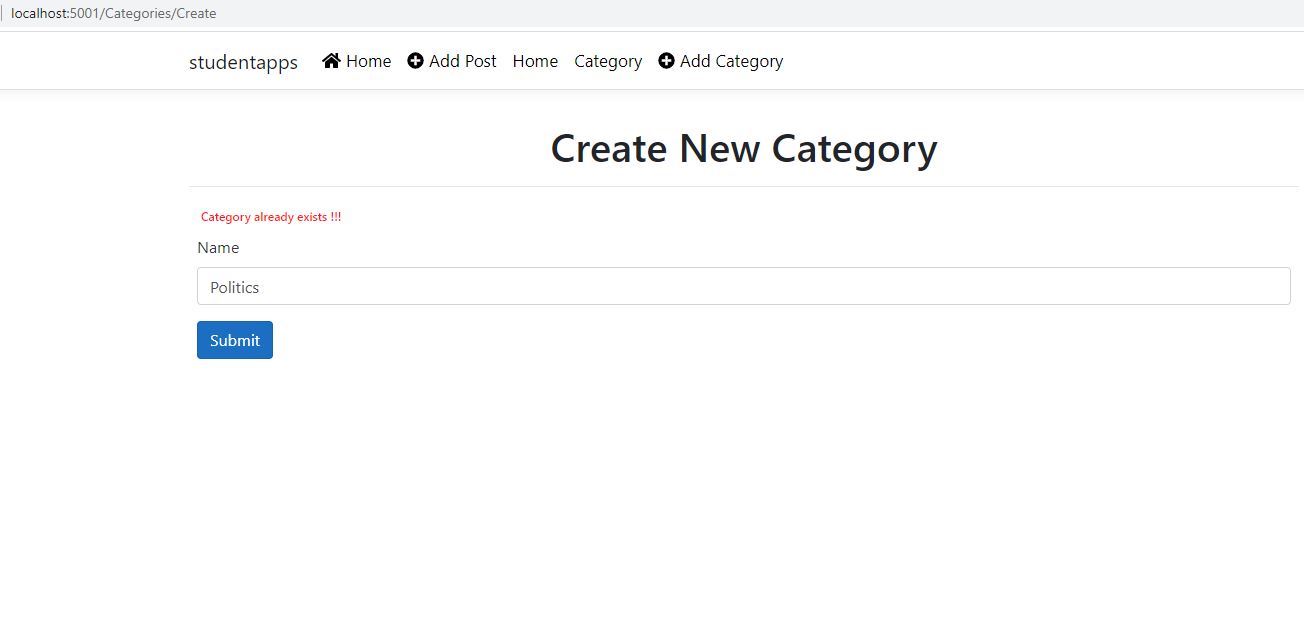 localhost:5001/Categories/Create
studentapps Home Add Post Home Category Add Category
Create New Category
Category already exists !!!
Name
Politics
Submit